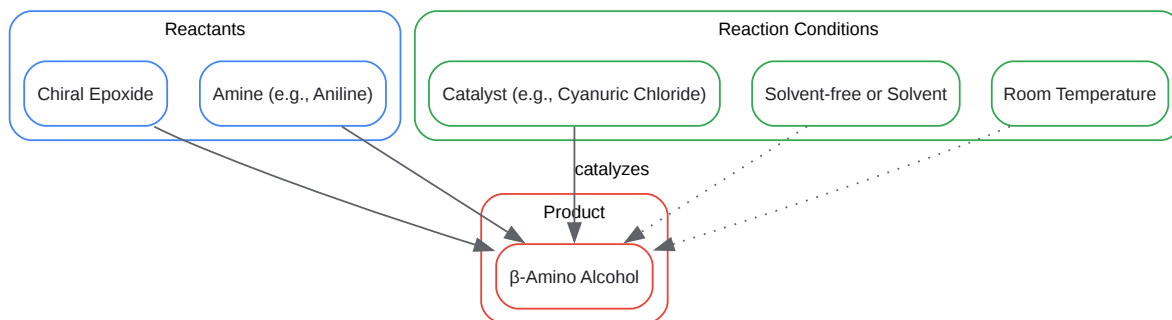 Reactants
Reaction Conditions
Chiral Epoxide
Amine (e.g., Aniline)
Catalyst (e.g., Cyanuric Chloride)
Solvent-free or Solvent
Room Temperature
catalyzes
Product
β-Amino Alcohol